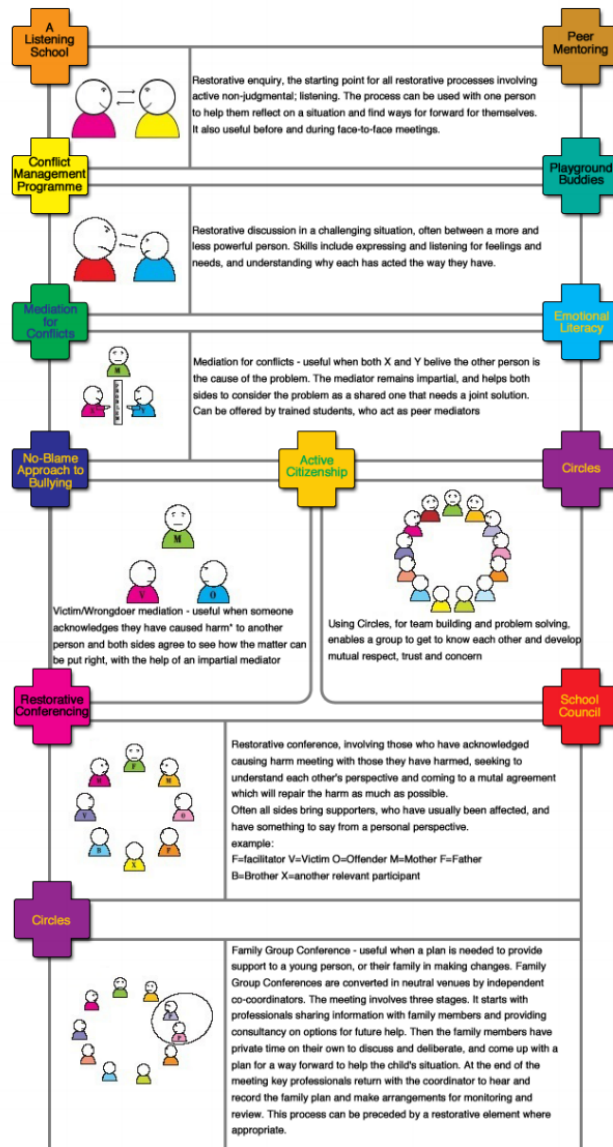 A
Listening
School
Peer
Mentoring
Restorative enquiry, the starting point for all restorative processes involving
active non-judgmental; listening. The process can be used with one person
to help them reflect on a situation and find ways for forward for themselves.
It also useful before and during face-to-face meetings.
Conflict
Management
Programme
Playground
Buddies
Restorative discussion in a challenging situation, often between a more and
less powerful person. Skills include expressing and listening for feelings and
needs, and understanding why each has acted the way they have.
Mediation
for
Conflicts
Emotional
Literacy
M
X
Y
PROBLEM
Mediation for conflicts - useful when both X and Y belive the other person is
the cause of the problem. The mediator remains impartial, and helps both
sides to consider the problem as a shared one that needs a joint solution.
Can be offered by trained students, who act as peer mediators
No-Blame
Approach to
Bullying
Active
Citizenship
Circles
M
V
O
Victim/Wrongdoer mediation - useful when someone
acknowledges they have caused harm* to another
person and both sides agree to see how the matter can
be put right, with the help of an impartial mediator
Using Circles, for team building and problem solving,
enables a group to get to know each other and develop
mutual respect, trust and concern
Restorative
Conferencing
School
Council
F
M
V
O
B
F
X
Restorative conference, involving those who have acknowledged
causing harm meeting with those they have harmed, seeking to
understand each other's perspective and coming to a mutal agreement
which will repair the harm as much as possible.
Often all sides bring supporters, who have usually been affected, and
have something to say from a personal perspective.
example:
F=facilitator V=Victim O=Offender M=Mother F=Father
B=Brother X=another relevant participant
Circles
P
P
Family Group Conference - useful when a plan is needed to provide
support to a young person, or their family in making changes. Family
Group Conferences are converted in neutral venues by independent
co-coordinators. The meeting involves three stages. It starts with
professionals sharing information with family members and providing
consultancy on options for future help. Then the family members have
private time on their own to discuss and deliberate, and come up with a
plan for a way forward to help the child's situation. At the end of the
meeting key professionals return with the coordinator to hear and
record the family plan and make arrangements for monitoring and
review. This process can be preceded by a restorative element where
appropriate.